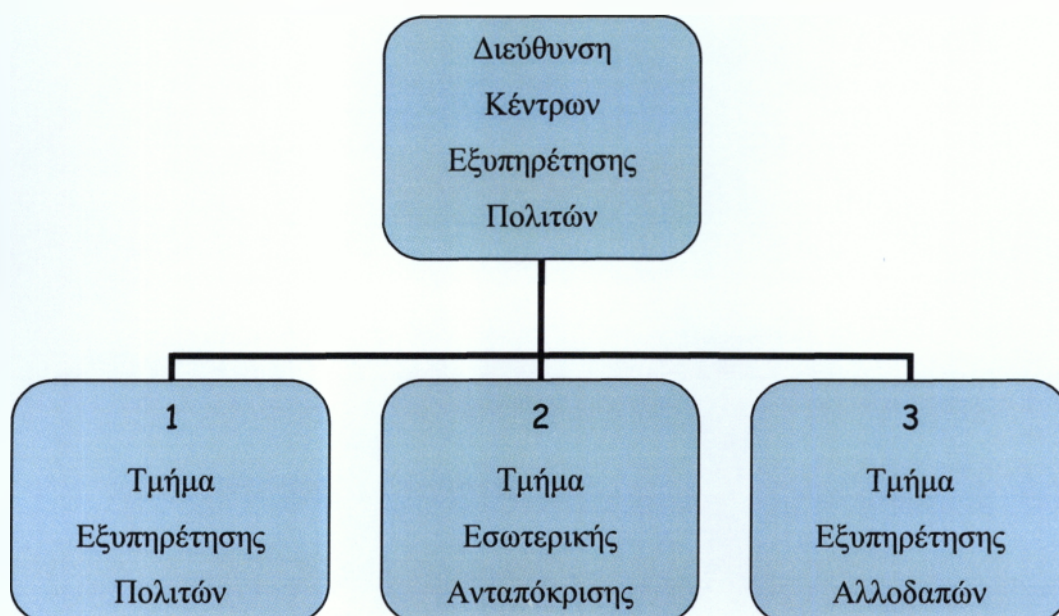 Διεύθυνση
Κέντρων
Εξυπηρέτησης
Πολιτών
1
Τμήμα
Εξυπηρέτησης
Πολιτών
2
Τμήμα
Εσωτερικής
Ανταπόκρισης
3
Τμήμα
Εξυπηρέτησης
Αλλοδαπών